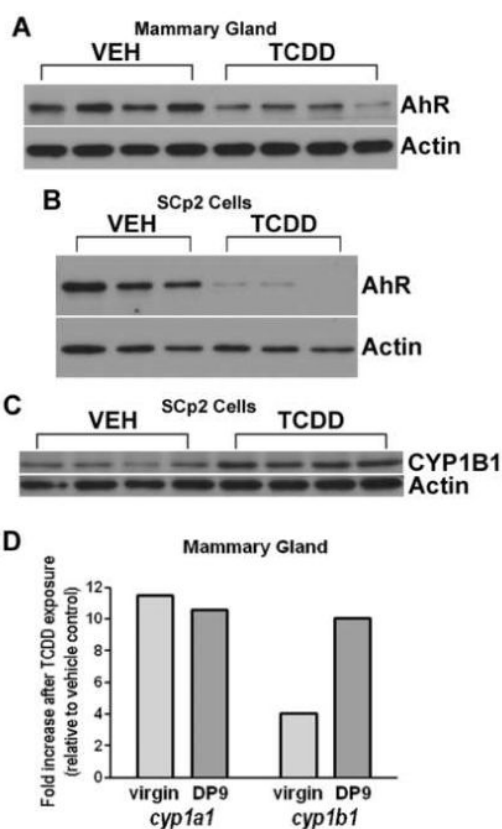 A
Mammary Gland
VEH TCDD
AhR
Actin
B
SCp2 Cells
VEH TCDD
AhR
Actin
C
SCp2 Cells
VEH TCDD
CYP1B1
Actin
D
Mammary Gland
Fold increase after TCDD exposure
(relative to vehicle control)
12
10
8
6
4
2
0
virgin DP9 virgin DP9
cyp1a1 cyp1b1